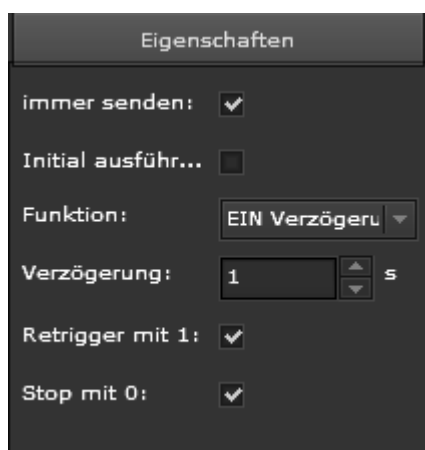 Eigenschaften
immer senden:
Initial ausführ...
Funktion: EIN Verzögeru
Verzögerung: 1 s
Retrigger mit 1:
Stop mit 0: